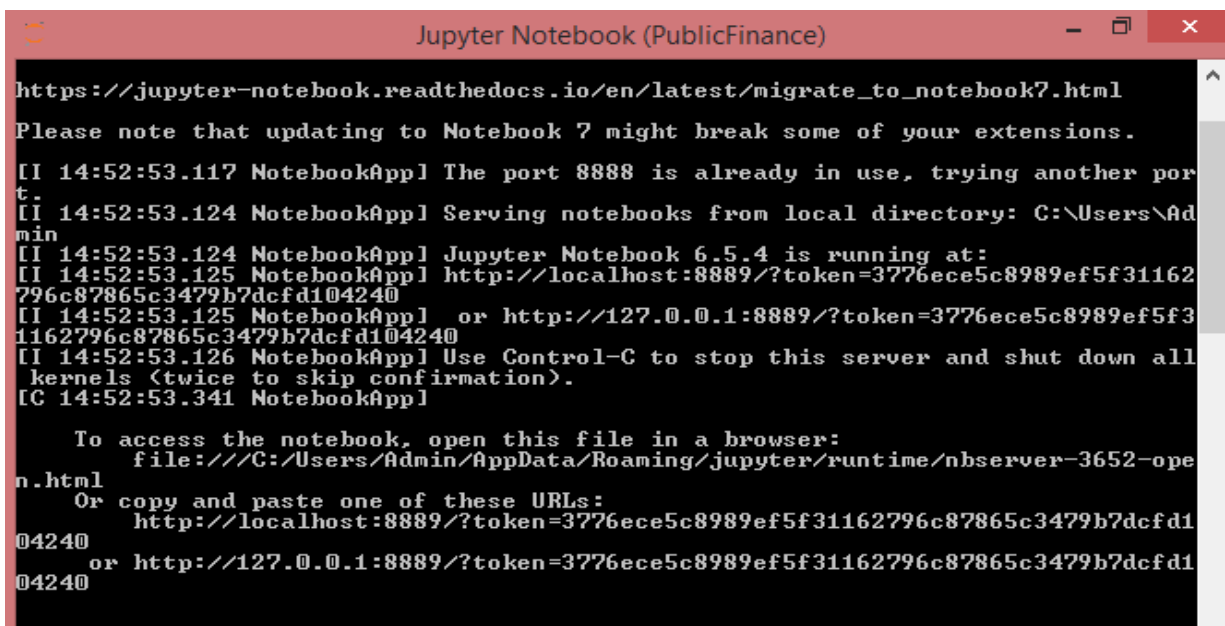 Jupyter Notebook (PublicFinance)
https://jupyter-notebook.readthedocs.io/en/latest/migrate_to_notebook7.html
Please note that updating to Notebook 7 might break some of your extensions.
[I 14:52:53.117 NotebookApp] The port 8888 is already in use, trying another por
t.
[I 14:52:53.124 NotebookApp] Serving notebooks from local directory: C:\Users\Ad
min
[I 14:52:53.124 NotebookApp] Jupyter Notebook 6.5.4 is running at:
[I 14:52:53.125 NotebookApp] http://localhost:8889/?token=3776ece5c8989ef5f31162
796c87865c3479b7dcfd104240
[I 14:52:53.125 NotebookApp]  or http://127.0.0.1:8889/?token=3776ece5c8989ef5f3
1162796c87865c3479b7dcfd104240
[I 14:52:53.126 NotebookApp] Use Control-C to stop this server and shut down all
 kernels (twice to skip confirmation).
[C 14:52:53.341 NotebookApp]
    To access the notebook, open this file in a browser:
        file:///C:/Users/Admin/AppData/Roaming/jupyter/runtime/nbserver-3652-ope
n.html
    Or copy and paste one of these URLs:
        http://localhost:8889/?token=3776ece5c8989ef5f31162796c87865c3479b7dcfd1
04240
     or http://127.0.0.1:8889/?token=3776ece5c8989ef5f31162796c87865c3479b7dcfd1
04240